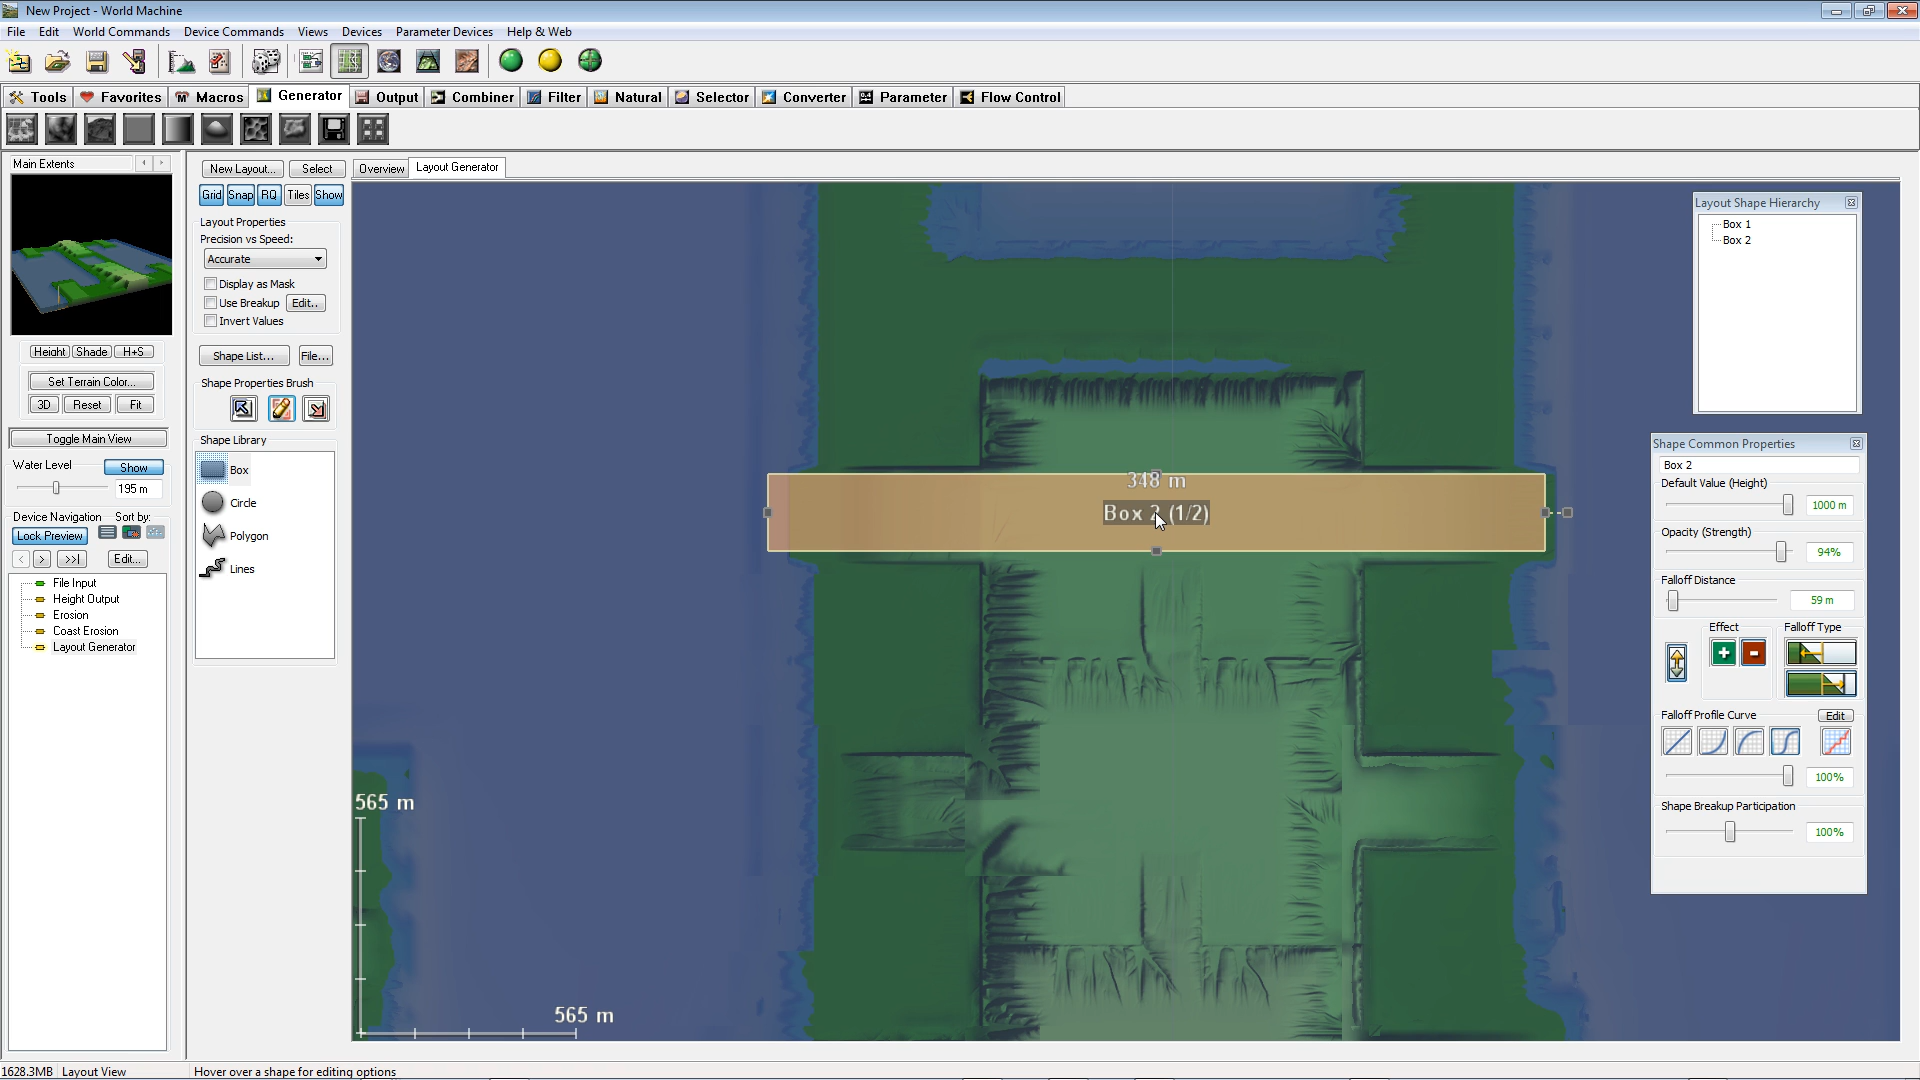 New Project - World Machine
File Edit World Commands Device Commands Views Devices Parameter Devices Help & Web
Tools Favorites Macros Generator Output Combiner Filter Natural Selector Converter Parameter Flow Control
Main Extents
Height Shade H+S
Set Terrain Color...
3D Reset Fit
Toggle Main View
Water Level Show
195 m
Device Navigation Sort by:
Lock Preview
< > >>| Edit...
File Input
Height Output
Erosion
Coast Erosion
Layout Generator
New Layout... Select
Grid Snap RQ Tiles Show
Layout Properties
Precision vs Speed:
Accurate
Display as Mask
Use Breakup Edit..
Invert Values
Shape List... File...
Shape Properties Brush
Shape Library
Box
Circle
Polygon
Lines
Overview Layout Generator
348 m
Box 2 (1/2)
565 m
565 m
Layout Shape Hierarchy
Box 1
Box 2
Shape Common Properties
Box 2
Default Value (Height)
1000 m
Opacity (Strength)
94%
Falloff Distance
59 m
Effect Falloff Type
Falloff Profile Curve Edit
100%
Shape Breakup Participation
100%
1628.3MB Layout View Hover over a shape for editing options